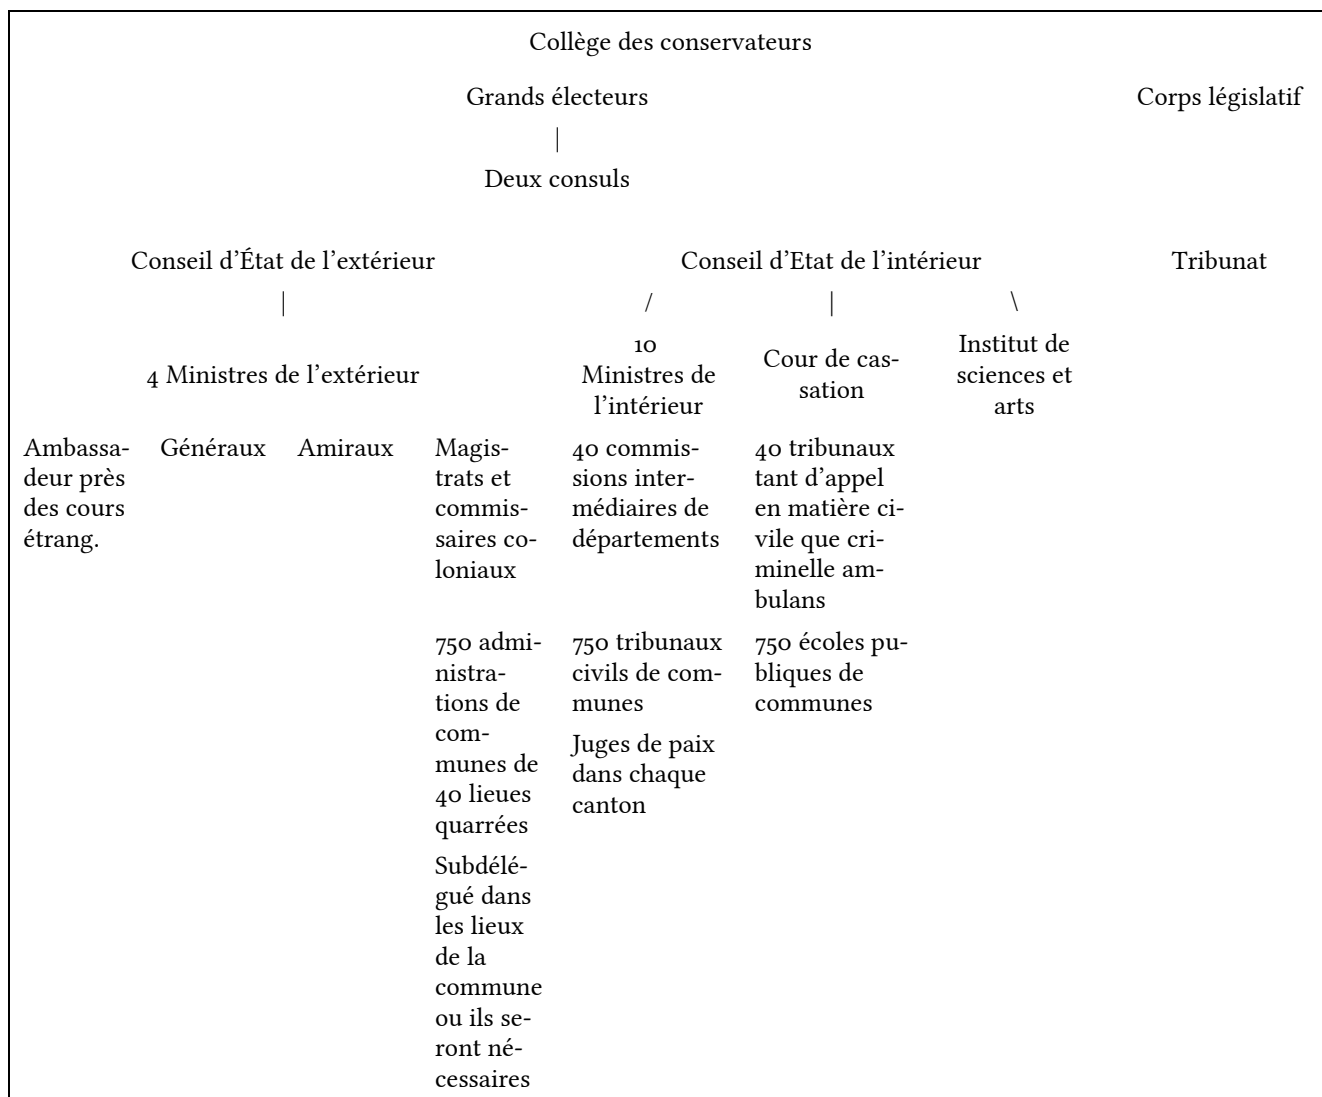 Collège des conservateurs
Grands électeurs
Corps législatif
|
Deux consuls
Conseil d’État de l’extérieur
Conseil d’Etat de l’intérieur
Tribunat
|
/
|
\
4 Ministres de l’extérieur
10
Ministres de
l’intérieur
Cour de cas-
sation
Institut de
sciences et
arts
Ambassa-
deur près
des cours
étrang.
Généraux
Amiraux
Magis-
trats et
commis-
saires co-
loniaux
40 commis-
sions inter-
médiaires de
départements
40 tribunaux
tant d’appel
en matière ci-
vile que cri-
minelle am-
bulans
750 admi-
nistra-
tions de
com-
munes de
40 lieues
quarrées
750 tribunaux
civils de com-
munes
750 écoles pu-
bliques de
communes
Juges de paix
dans chaque
canton
Subdélé-
gué dans
les lieux
de la
commune
ou ils se-
ront né-
cessaires